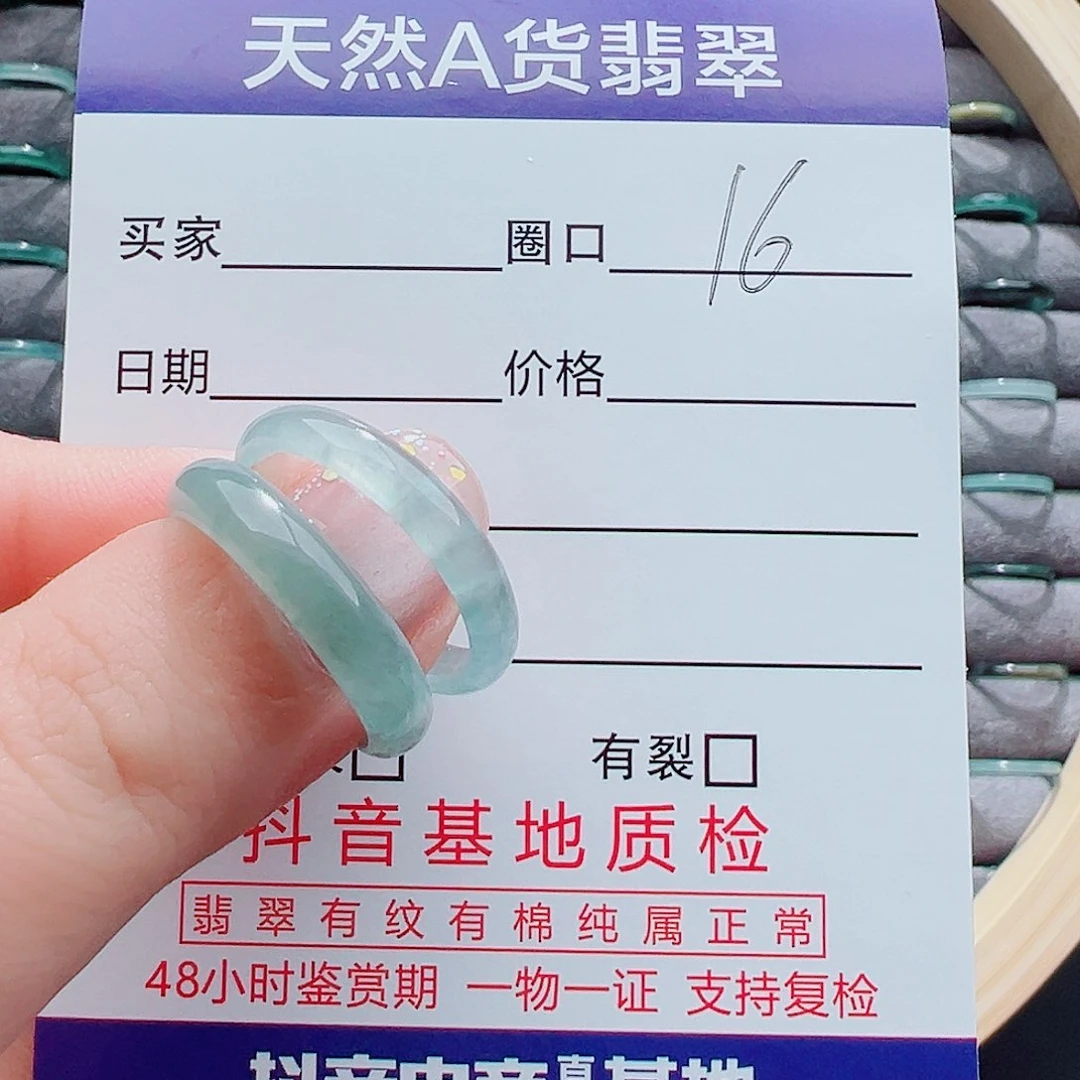 天然A货翡翠
买家 圈口 16
日期 价格
有裂
抖音基地质检
翡翠有纹有棉纯属正常
48小时鉴赏期 一物一证 支持复检